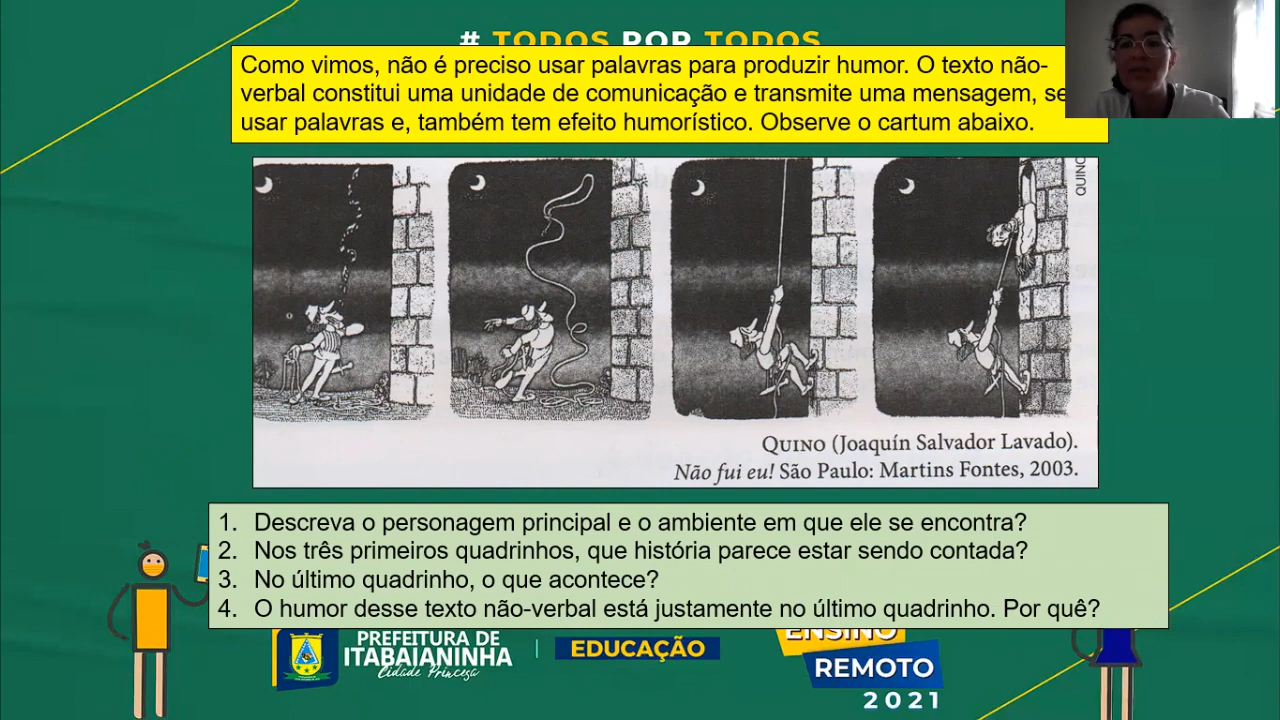 # TODOS POR TODOS
Como vimos, não é preciso usar palavras para produzir humor. O texto não-
verbal constitui uma unidade de comunicação e transmite uma mensagem, se
usar palavras e, também tem efeito humorístico. Observe o cartum abaixo.
QUINO
QUINO (Joaquín Salvador Lavado).
Não fui eu! São Paulo: Martins Fontes, 2003.
1. Descreva o personagem principal e o ambiente em que ele se encontra?
2. Nos três primeiros quadrinhos, que história parece estar sendo contada?
3. No último quadrinho, o que acontece?
4. O humor desse texto não-verbal está justamente no último quadrinho. Por quê?
PREFEITURA DE
ITABAIANINHA
Cidade Princesa
EDUCAÇÃO
ENSINO
REMOTO
2021